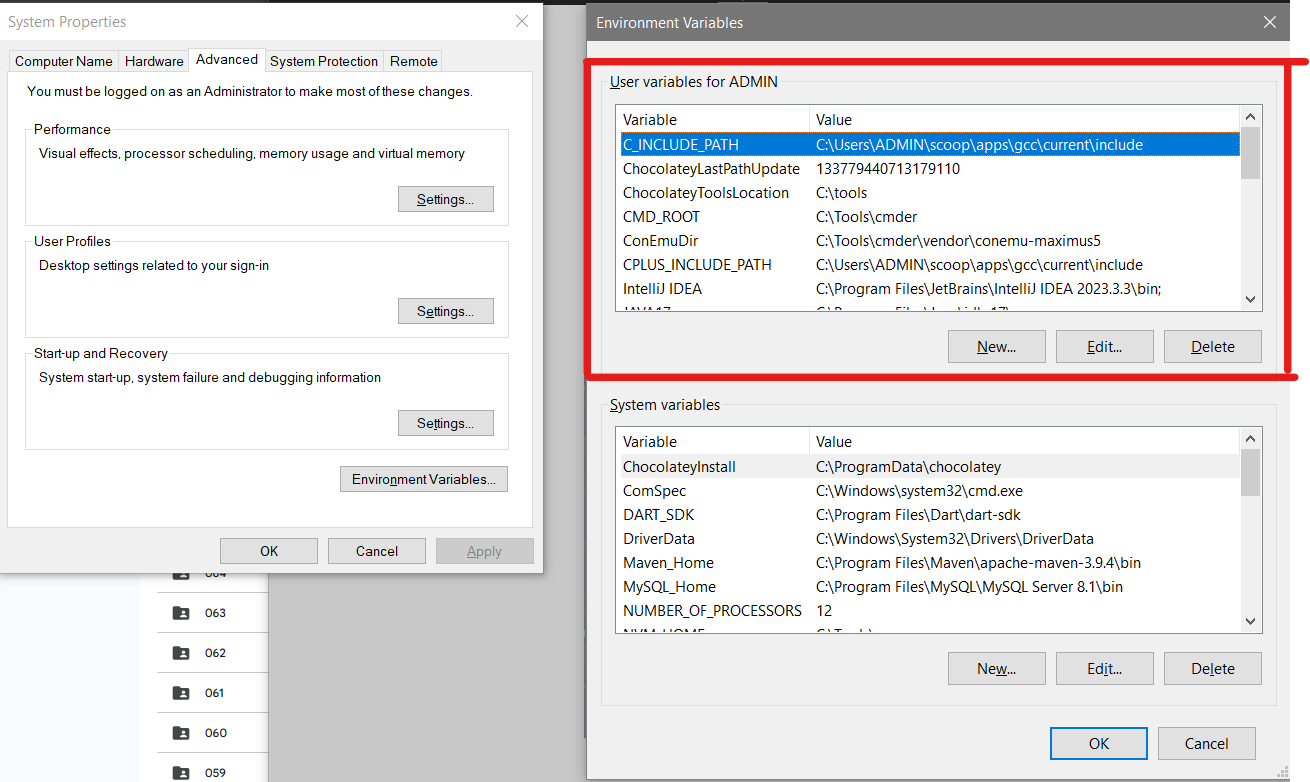 System Properties
Computer Name
Hardware
Advanced
System Protection
Remote
You must be logged on as an Administrator to make most of these changes.
Performance
Visual effects, processor scheduling, memory usage and virtual memory
Settings...
User Profiles
Desktop settings related to your sign-in
Settings...
Start-up and Recovery
System start-up, system failure and debugging information
Settings...
Environment Variables...
OK
Cancel
Apply
063
062
061
060
059
Environment Variables
User variables for ADMIN
Variable Value
C_INCLUDE_PATH C:\Users\ADMIN\scoop\apps\gcc\current\include
ChocolateyLastPathUpdate 133779440713179110
ChocolateyToolsLocation C:\tools
CMD_ROOT C:\Tools\cmder
ConEmuDir C:\Tools\cmder\vendor\conemu-maximus5
CPLUS_INCLUDE_PATH C:\Users\ADMIN\scoop\apps\gcc\current\include
IntelliJ IDEA C:\Program Files\JetBrains\IntelliJ IDEA 2023.3.3\bin;
New...
Edit...
Delete
System variables
Variable Value
ChocolateyInstall C:\ProgramData\chocolatey
ComSpec C:\Windows\system32\cmd.exe
DART_SDK C:\Program Files\Dart\dart-sdk
DriverData C:\Windows\System32\Drivers\DriverData
Maven_Home C:\Program Files\Maven\apache-maven-3.9.4\bin
MySQL_Home C:\Program Files\MySQL\MySQL Server 8.1\bin
NUMBER_OF_PROCESSORS 12
New...
Edit...
Delete
OK
Cancel